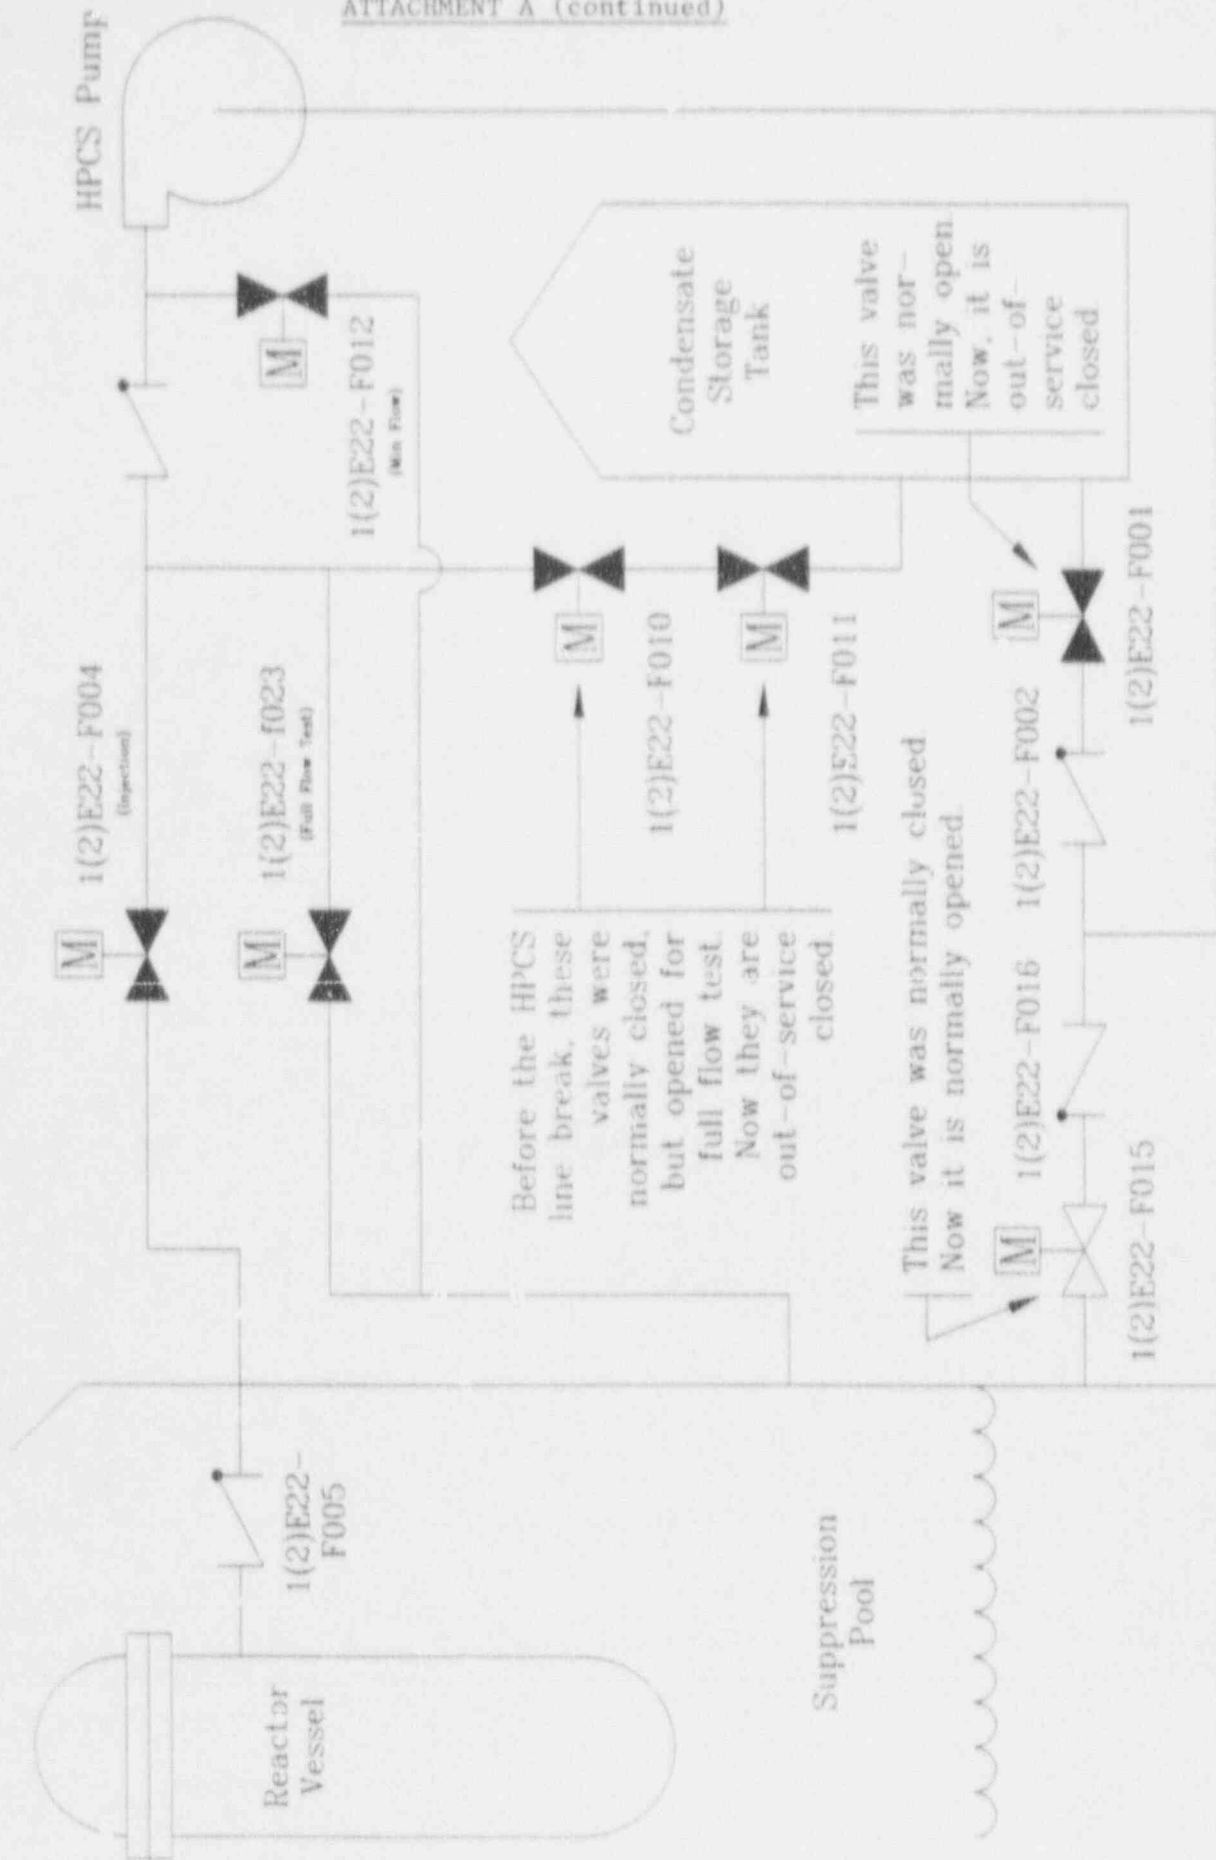 ATTACHMENT A (continued)
HPCS Pump
1(2)E22-F004
(Injection)
M
1(2)E22-f023
(Full Flow Test)
M
M
1(2)E22-F012
(Min Flow)
1(2)E22-
F005
Reactor
Vessel
Before the HPCS
line break, these
valves were
normally closed,
but opened for
full flow test.
Now they are
out-of-service
closed.
M
1(2)E22-F010
M
1(2)E22-F011
Condensate
Storage
Tank
This valve
was nor-
mally open.
Now, it is
out-of-
service
closed
Suppression
Pool
This valve was normally closed.
Now it is normally opened.
M
1(2)E22-F015
1(2)E22-F016
1(2)E22-F002
M
1(2)E22-F001